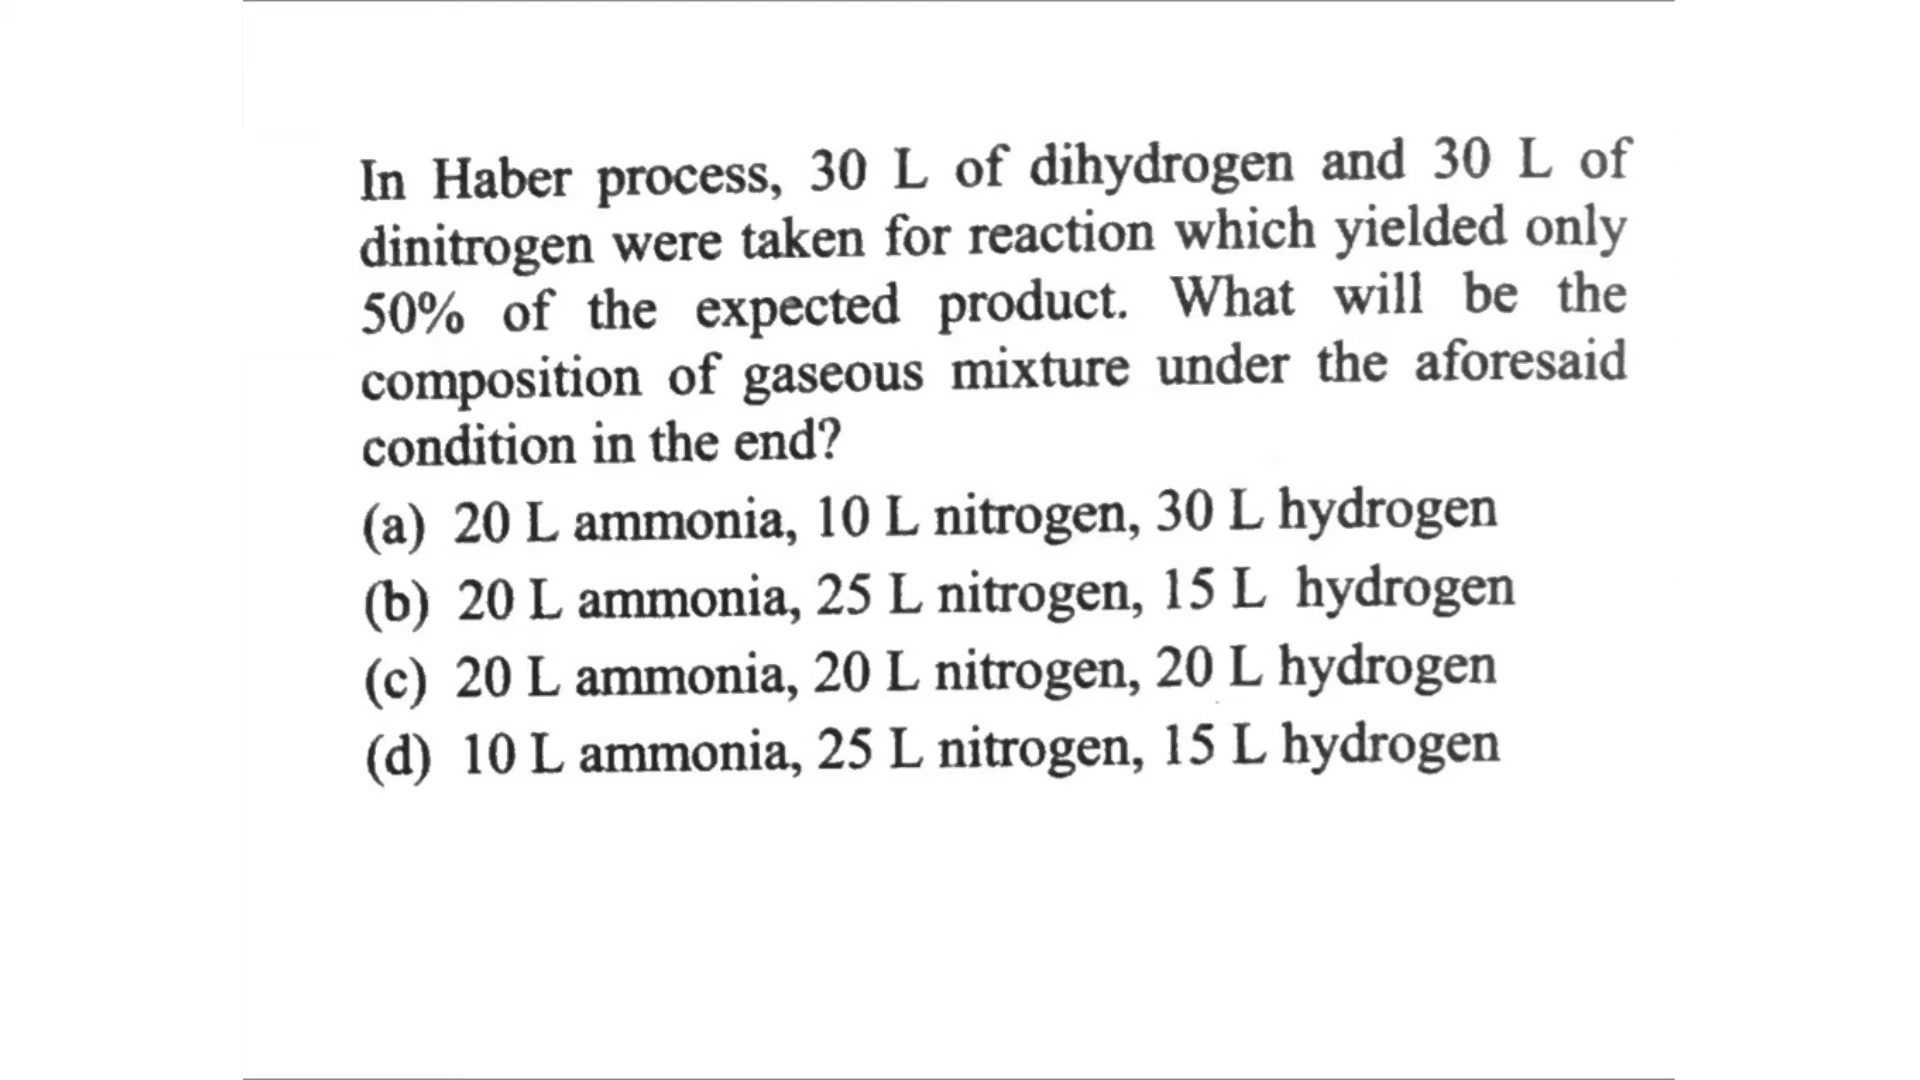 In Haber process, 30 L of dihydrogen and 30 L of
dinitrogen were taken for reaction which yielded only
50% of the expected product. What will be the
composition of gaseous mixture under the aforesaid
condition in the end?
(a) 20 L ammonia, 10 L nitrogen, 30 L hydrogen
(b) 20 L ammonia, 25 L nitrogen, 15 L hydrogen
(c) 20 L ammonia, 20 L nitrogen, 20 L hydrogen
(d) 10 L ammonia, 25 L nitrogen, 15 L hydrogen